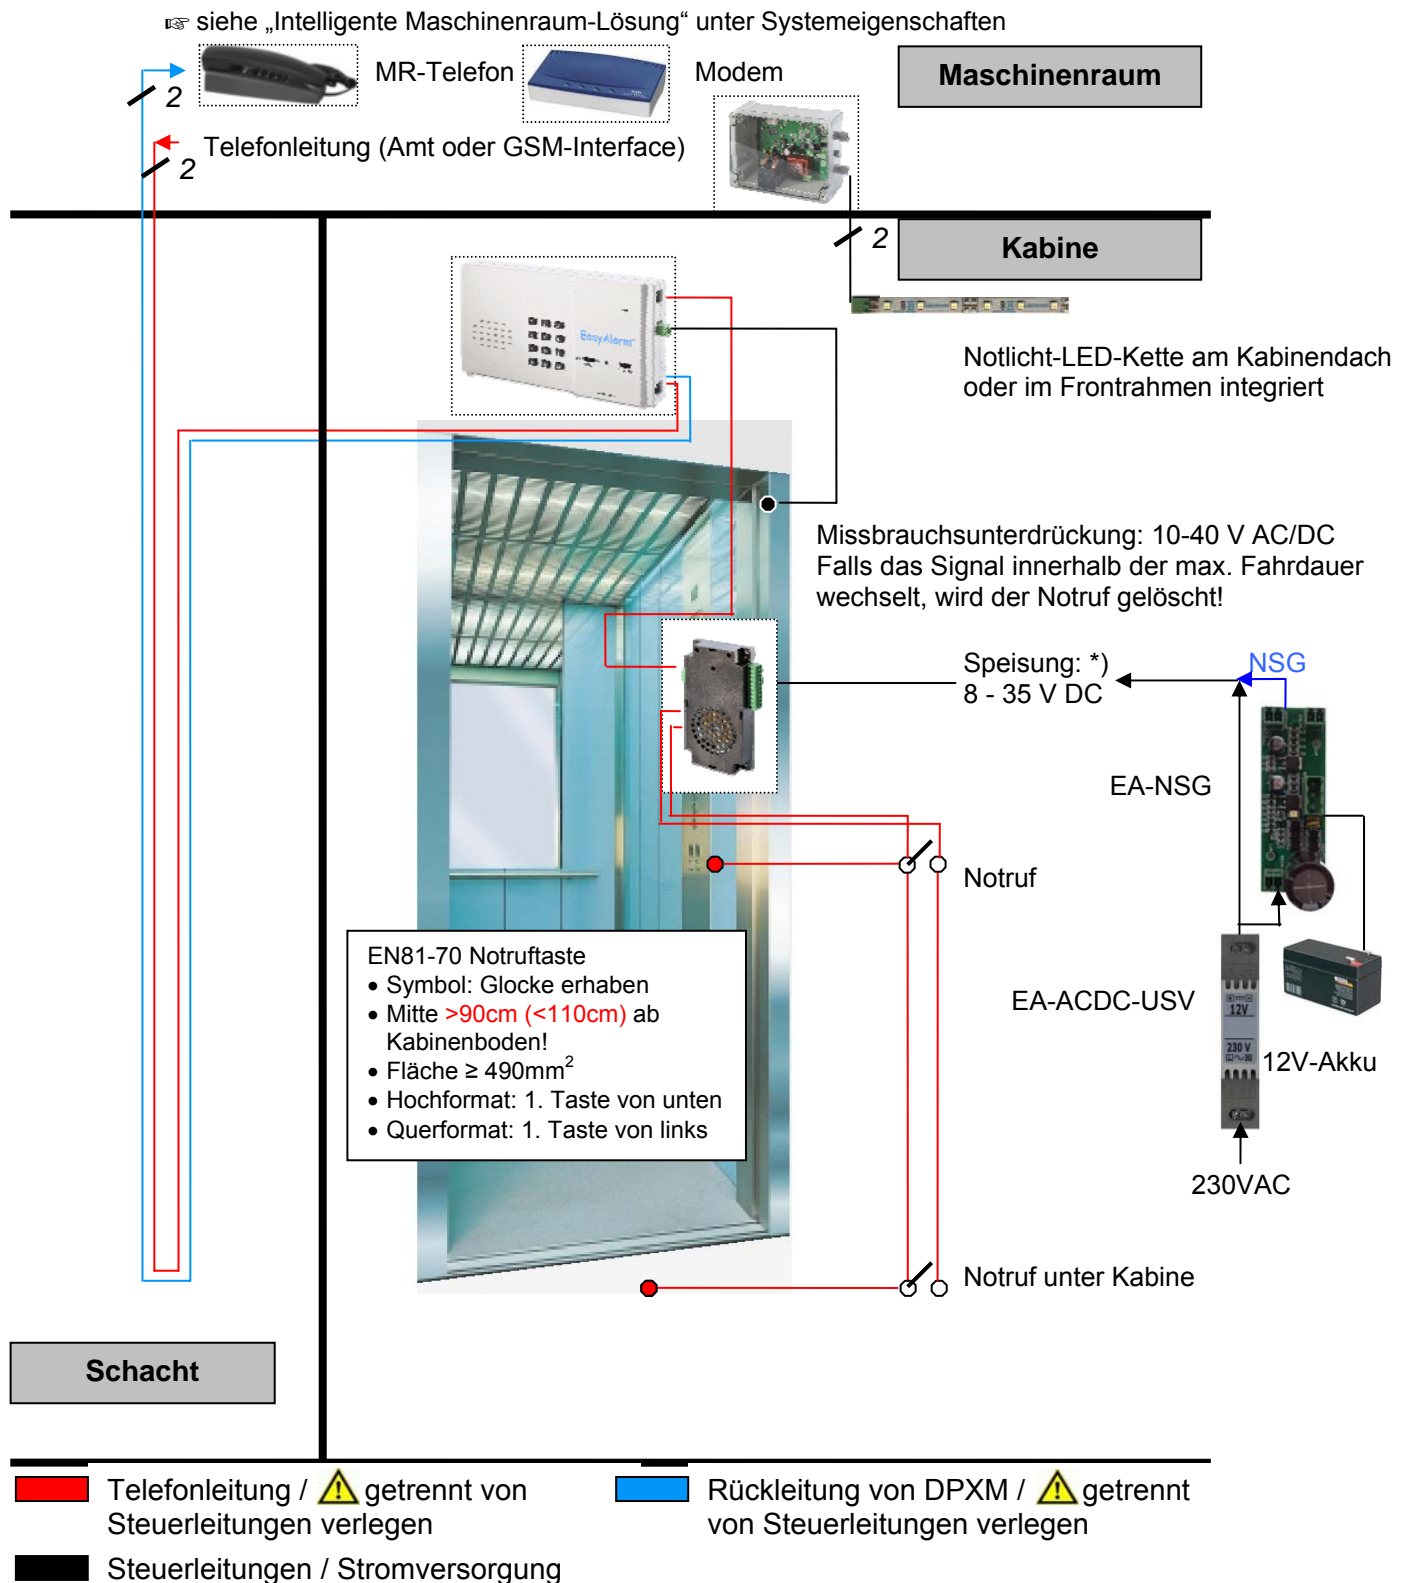 ☞ siehe „Intelligente Maschinenraum-Lösung“ unter Systemeigenschaften
MR-Telefon
Modem
Maschinenraum
2
Telefonleitung (Amt oder GSM-Interface)
2
2
Kabine
EasyAlarm
Notlicht-LED-Kette am Kabinendach
oder im Frontrahmen integriert
Missbrauchsunterdrückung: 10-40 V AC/DC
Falls das Signal innerhalb der max. Fahrdauer
wechselt, wird der Notruf gelöscht!
Speisung: *)
8 - 35 V DC
NSG
EA-NSG
Notruf
EN81-70 Notruftaste
• Symbol: Glocke erhaben
• Mitte >90cm (<110cm) ab
Kabinenboden!
• Fläche ≥ 490mm²
• Hochformat: 1. Taste von unten
• Querformat: 1. Taste von links
EA-ACDC-USV
12V
230 V
12V-Akku
230VAC
Notruf unter Kabine
Schacht
Telefonleitung / ⚠ getrennt von
Steuerleitungen verlegen
Rückleitung von DPXM / ⚠ getrennt
von Steuerleitungen verlegen
Steuerleitungen / Stromversorgung